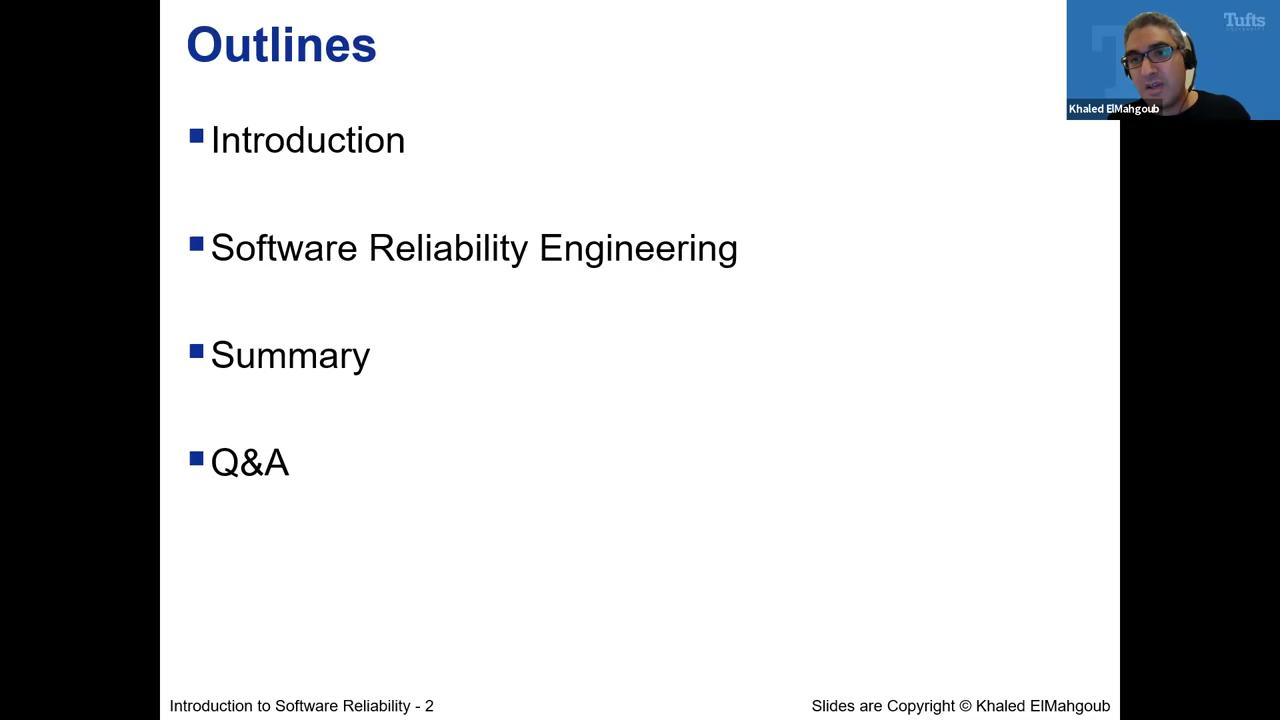 Outlines
Tufts
UNIVERSITY
Khaled ElMahgoub
Introduction
Software Reliability Engineering
Summary
Q&A
Introduction to Software Reliability - 2
Slides are Copyright © Khaled ElMahgoub